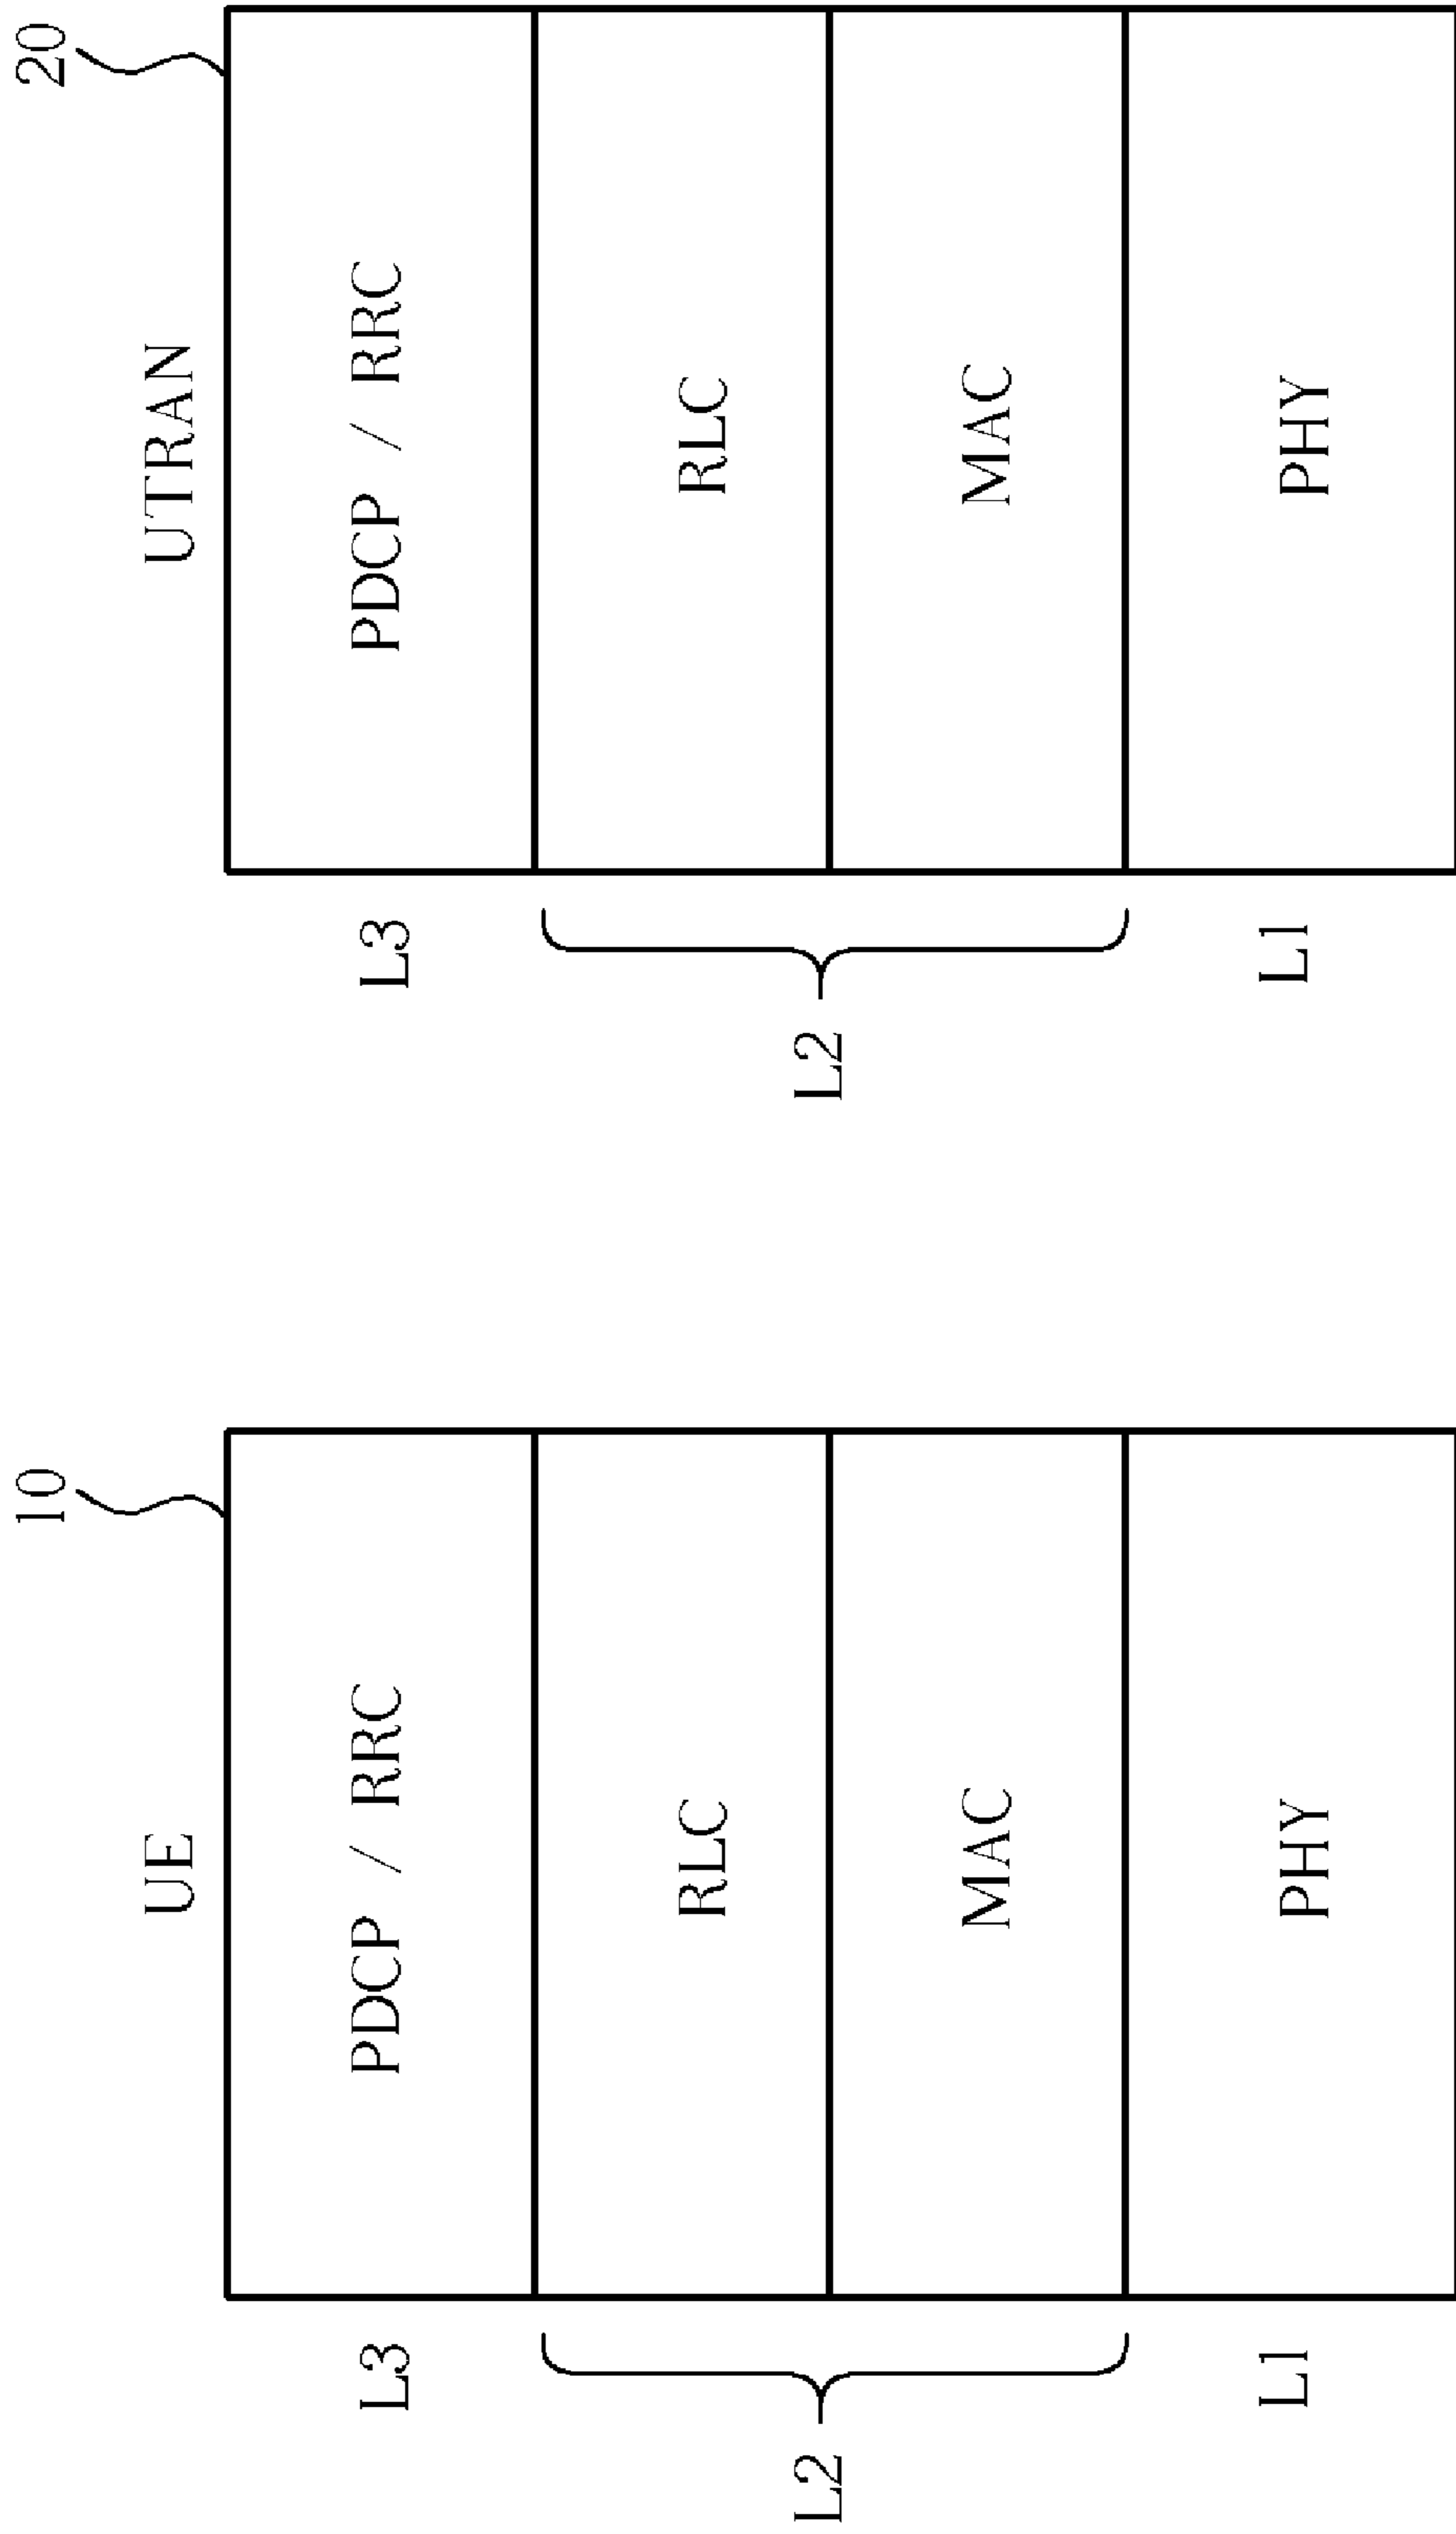 10
UE
L3
PDCP / RRC
L2
RLC
MAC
L1
PHY
20
UTRAN
L3
PDCP / RRC
L2
RLC
MAC
L1
PHY